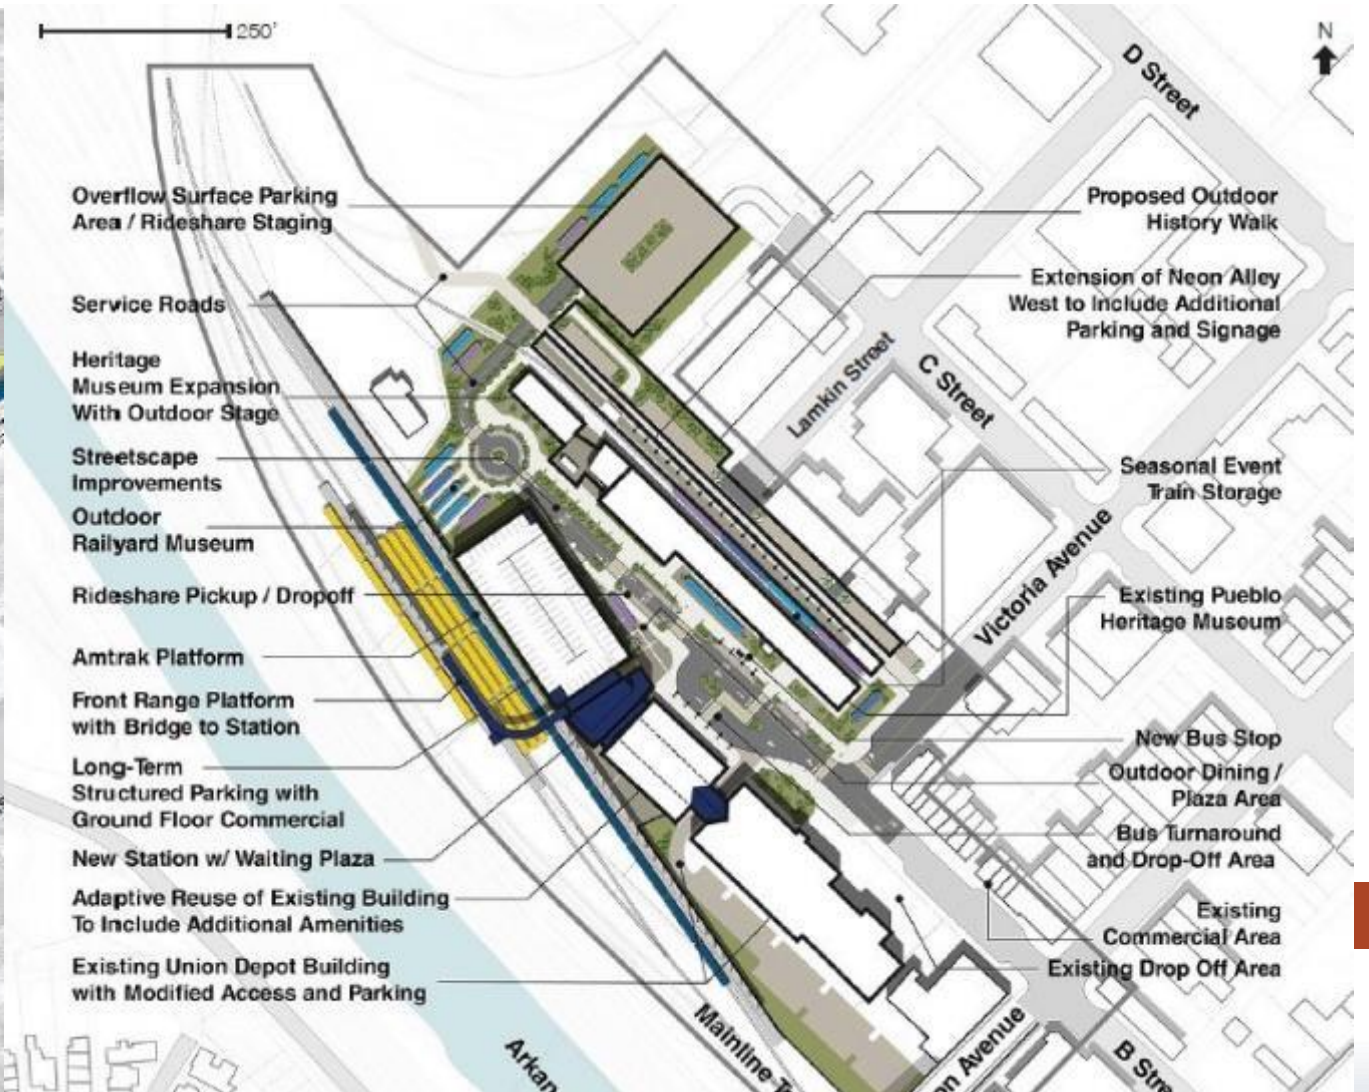 250'
N
D Street
Overflow Surface Parking
Area / Rideshare Staging
Service Roads
Heritage
Museum Expansion
With Outdoor Stage
Streetscape
Improvements
Outdoor
Railyard Museum
Rideshare Pickup / Dropoff
Amtrak Platform
Front Range Platform
with Bridge to Station
Long-Term
Structured Parking with
Ground Floor Commercial
New Station w/ Waiting Plaza
Adaptive Reuse of Existing Building
To Include Additional Amenities
Existing Union Depot Building
with Modified Access and Parking
Proposed Outdoor
History Walk
Extension of Neon Alley
West to Include Additional
Parking and Signage
Lamkin Street
C Street
Seasonal Event
Train Storage
Victoria Avenue
Existing Pueblo
Heritage Museum
New Bus Stop
Outdoor Dining /
Plaza Area
Bus Turnaround
and Drop-Off Area
Existing
Commercial Area
Existing Drop Off Area
Mainline
Avenue
B